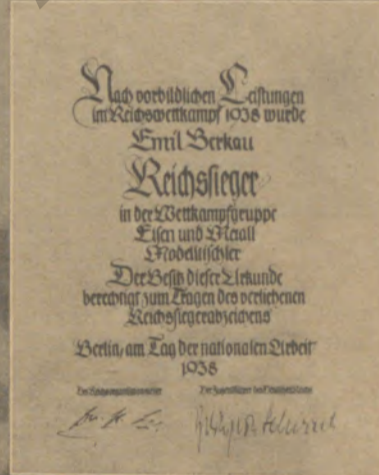 Nach vorbildlichen Leistungen
im Reichswettkampf 1938 wurde
Emil Berkau
Reichssieger
in der Wettkampfgruppe
Eisen und Metall
Modelltischler
Der Besitz dieser Urkunde
berechtigt zum Tragen des verliehenen
Reichssiegerabzeichens
Berlin, am Tag der nationalen Arbeit
1938